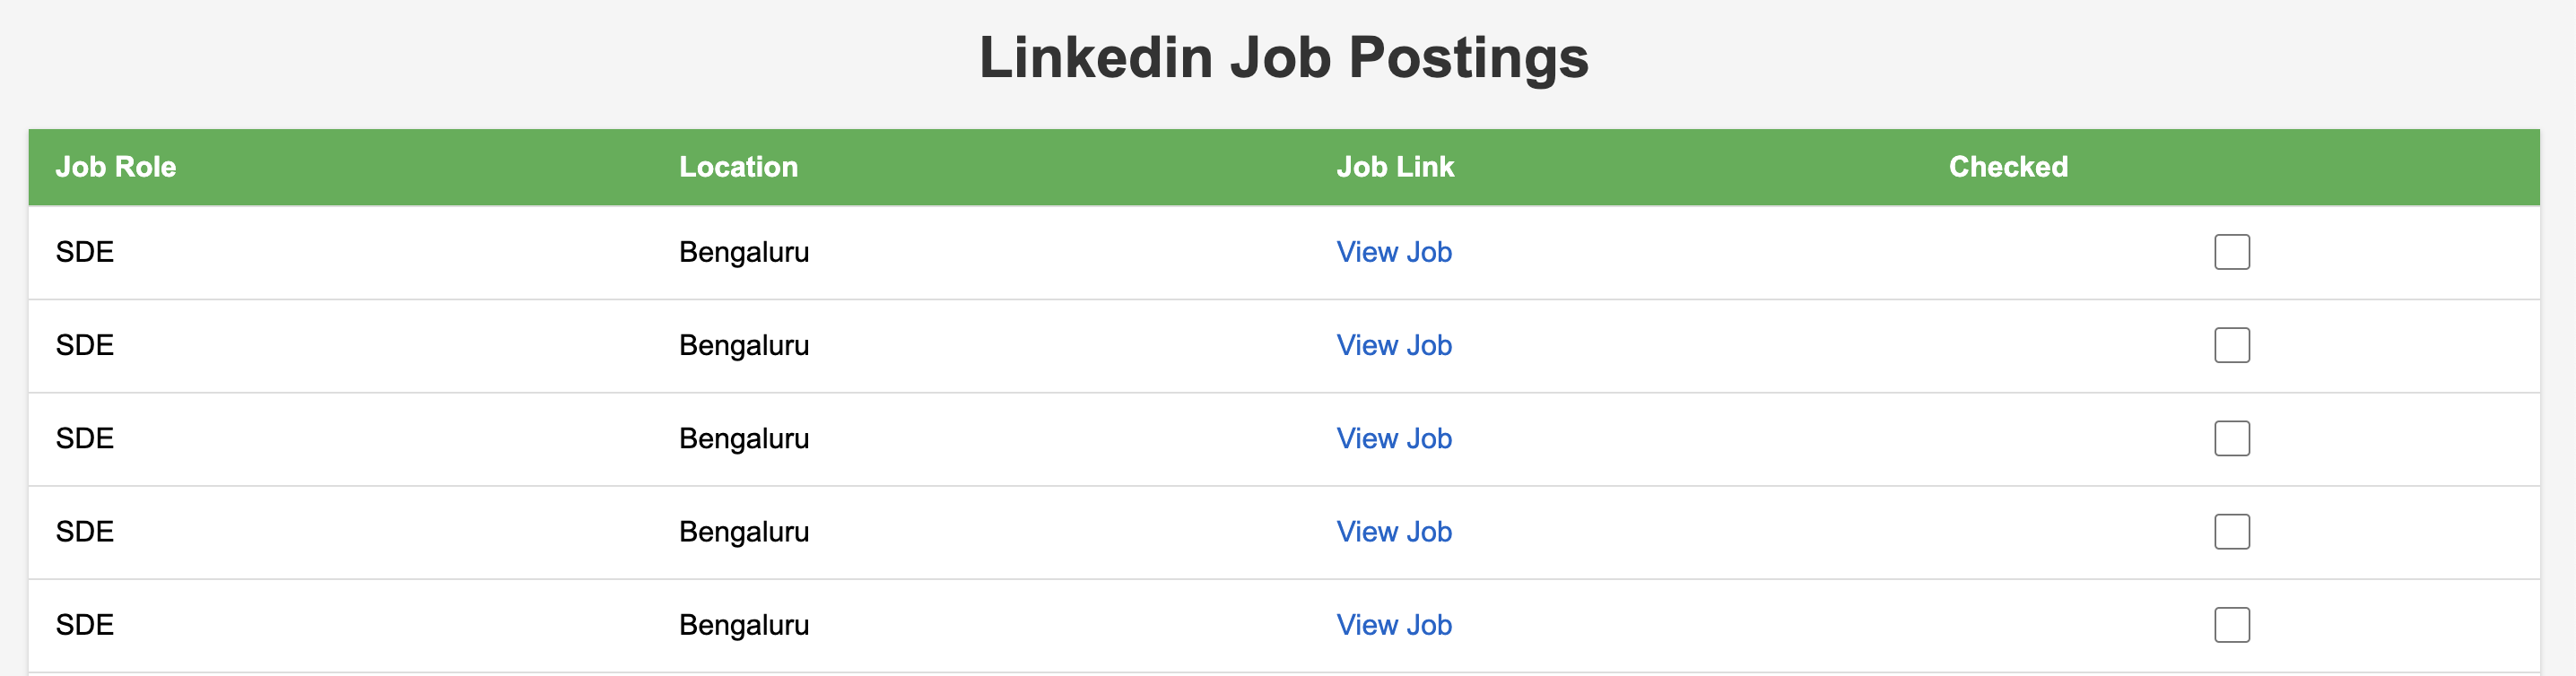 Linkedin Job Postings
Job Role Location Job Link Checked
SDE Bengaluru View Job
SDE Bengaluru View Job
SDE Bengaluru View Job
SDE Bengaluru View Job
SDE Bengaluru View Job